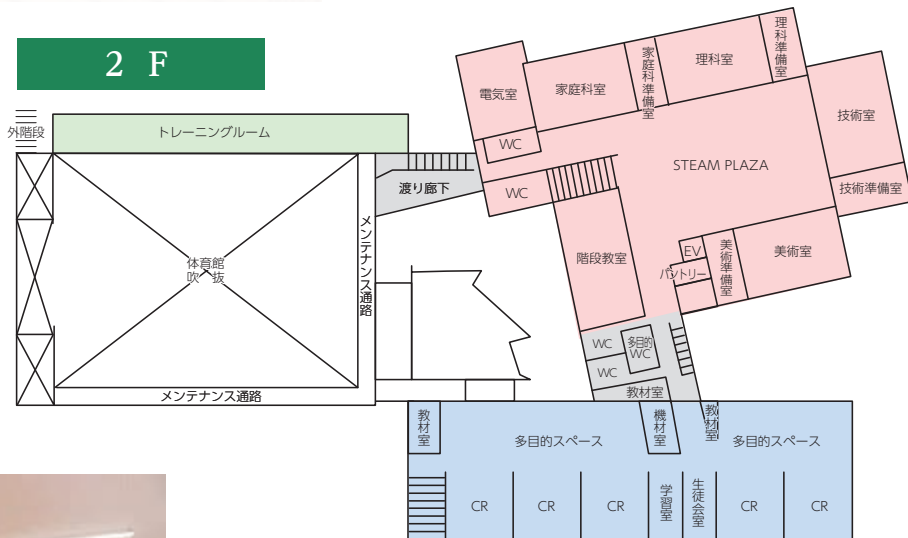 2 F
外階段
トレーニングルーム
渡り廊下
体育館
吹 抜
メンテナンス通路
メンテナンス通路
電気室
WC
WC
家庭科室
家庭科準備室
理科室
理科準備室
技術室
技術準備室
STEAM PLAZA
階段教室
EV
パントリー
美術準備室
美術室
WC
多目的
WC
WC
教材室
教材室
多目的スペース
機材室
教材室
多目的スペース
CR
CR
CR
学習室
生徒会室
CR
CR